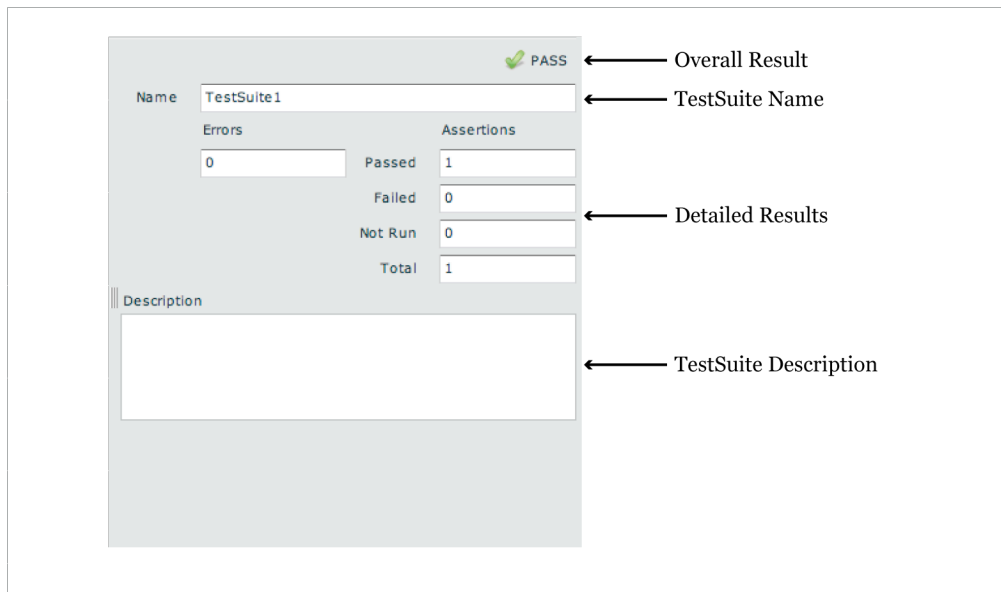 PASS
Overall Result
Name
TestSuite1
TestSuite Name
Errors
Assertions
0
Passed
1
Failed
0
Detailed Results
Not Run
0
Total
1
Description
TestSuite Description